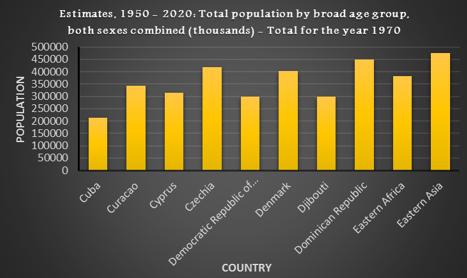 Estimates, 1950 - 2020: Total population by broad age group,
both sexes combined (thousands) - Total for the year 1970
POPULATION
500000
450000
400000
350000
300000
250000
200000
150000
100000
50000
0
Cuba
Curacao
Cyprus
Czechia
Democratic Republic of...
Denmark
Djibouti
Dominican Republic
Eastern Africa
Eastern Asia
COUNTRY